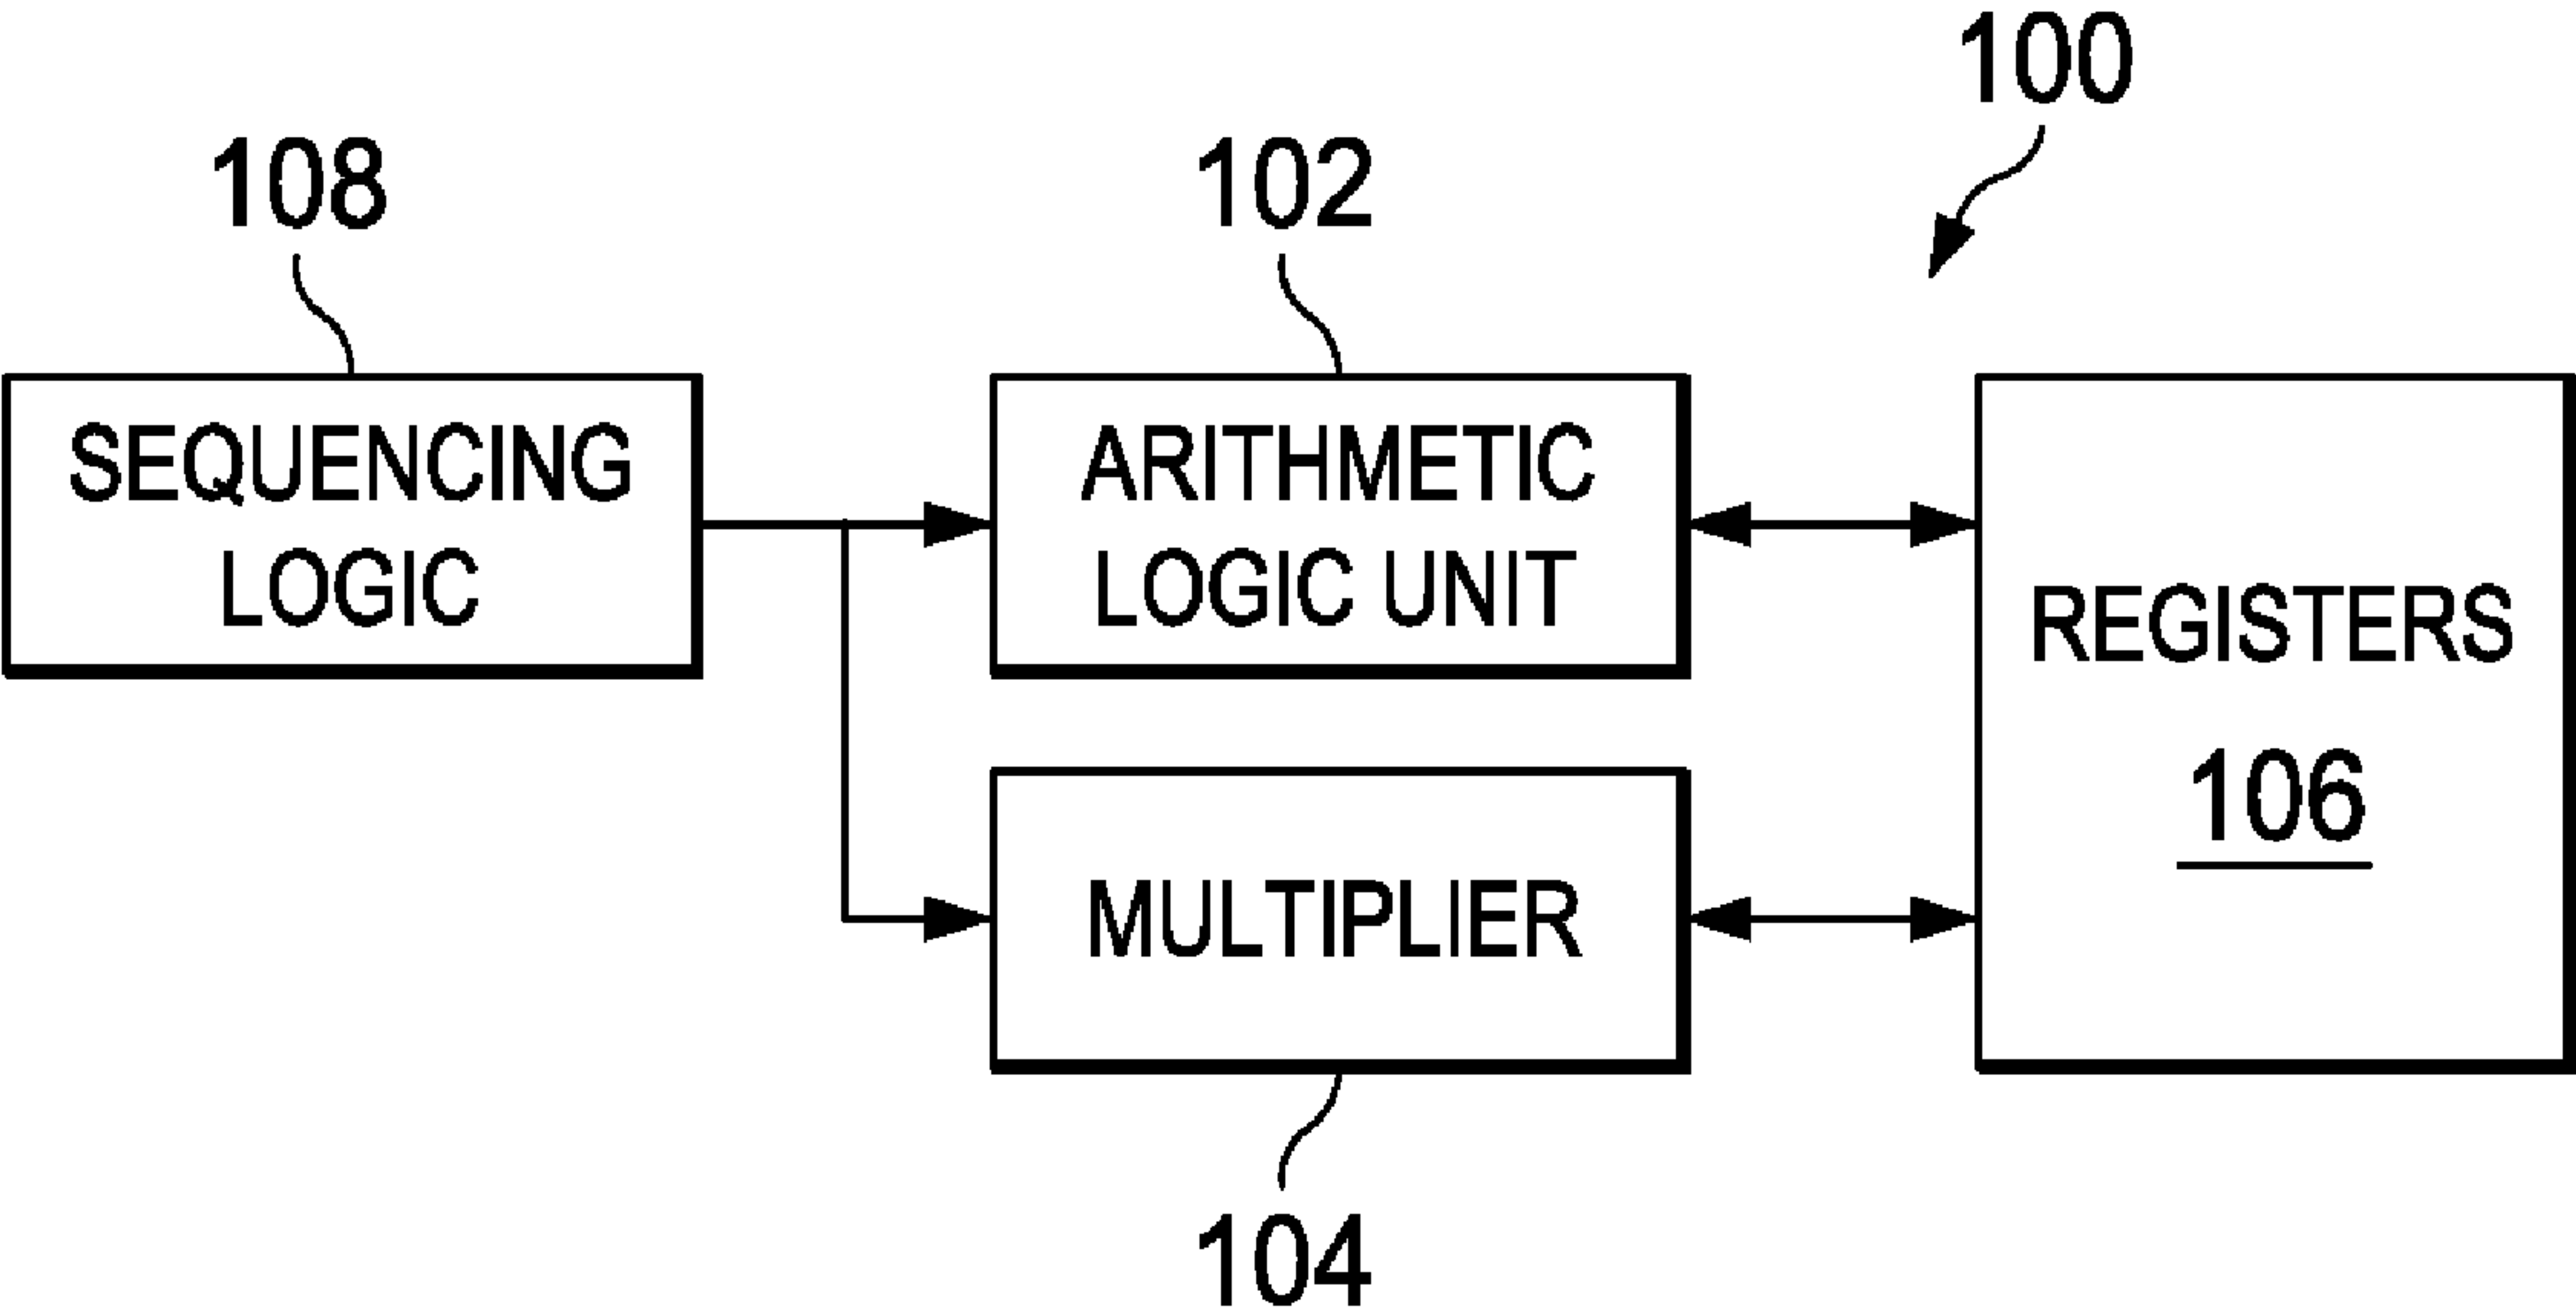 100
108
102
SEQUENCING
LOGIC
ARITHMETIC
LOGIC UNIT
REGISTERS
106
MULTIPLIER
104